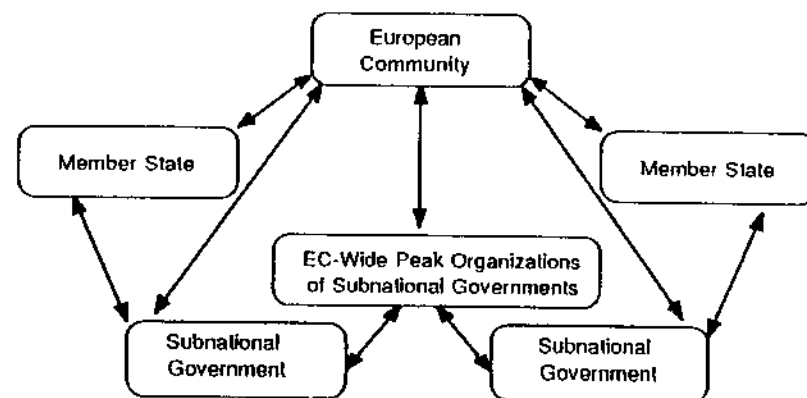 European
Community
Member State
Member State
EC-Wide Peak Organizations
of Subnational Governments
Subnational
Government
Subnational
Government